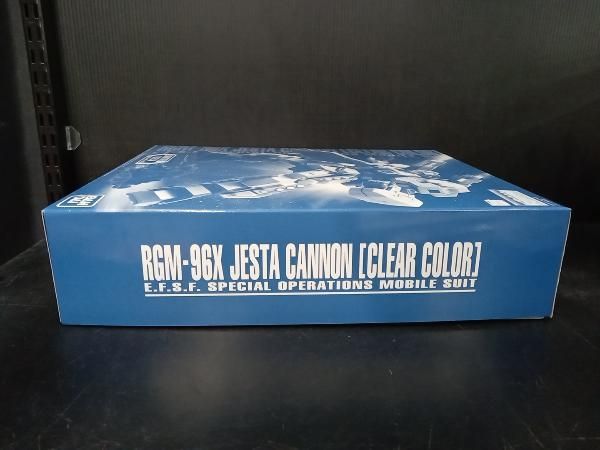 RGM-96X JESTA CANNON [CLEAR COLOR]
E.F.S.F. SPECIAL OPERATIONS MOBILE SUIT